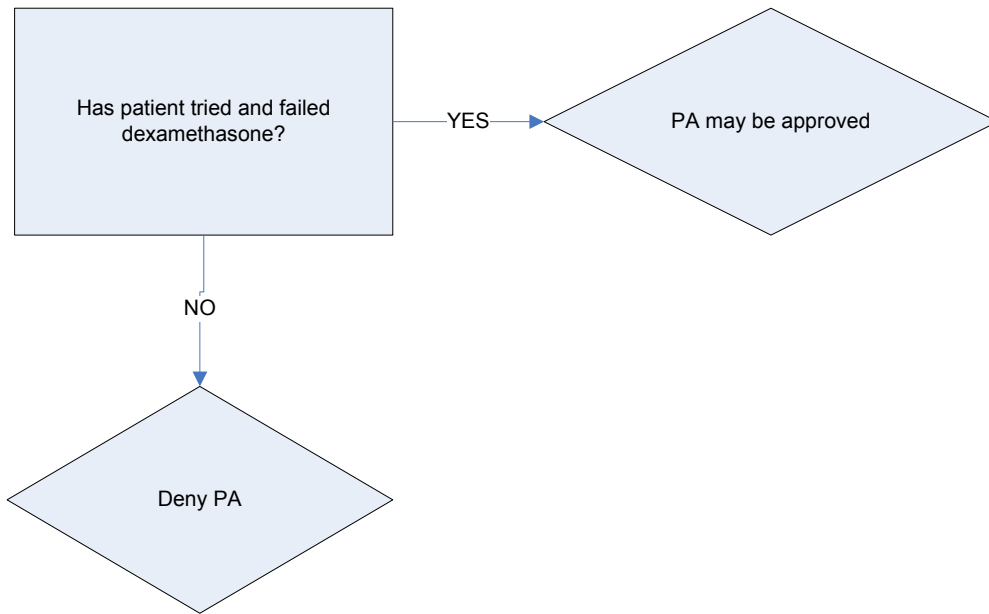 Has patient tried and failed
dexamethasone?
YES
PA may be approved
NO
Deny PA